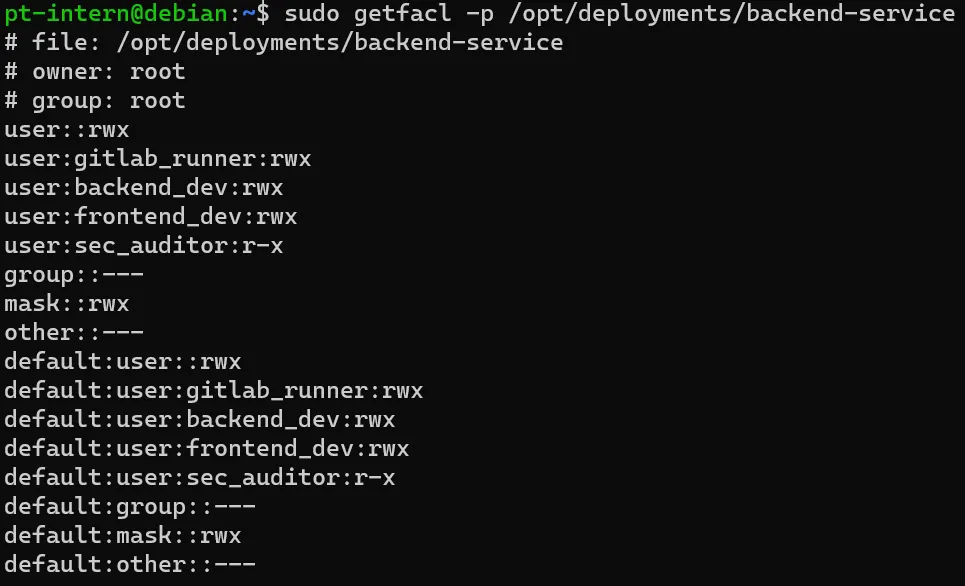 pt-intern@debian:~$ sudo getfacl -p /opt/deployments/backend-service
# file: /opt/deployments/backend-service
# owner: root
# group: root
user::rwx
user:gitlab_runner:rwx
user:backend_dev:rwx
user:frontend_dev:rwx
user:sec_auditor:r-x
group::---
mask::rwx
other::---
default:user::rwx
default:user:gitlab_runner:rwx
default:user:backend_dev:rwx
default:user:frontend_dev:rwx
default:user:sec_auditor:r-x
default:group::---
default:mask::rwx
default:other::---